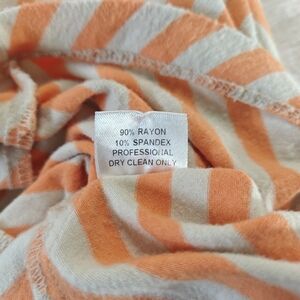 90% RAYON
10% SPANDEX
PROFESSIONAL
DRY CLEAN ONLY